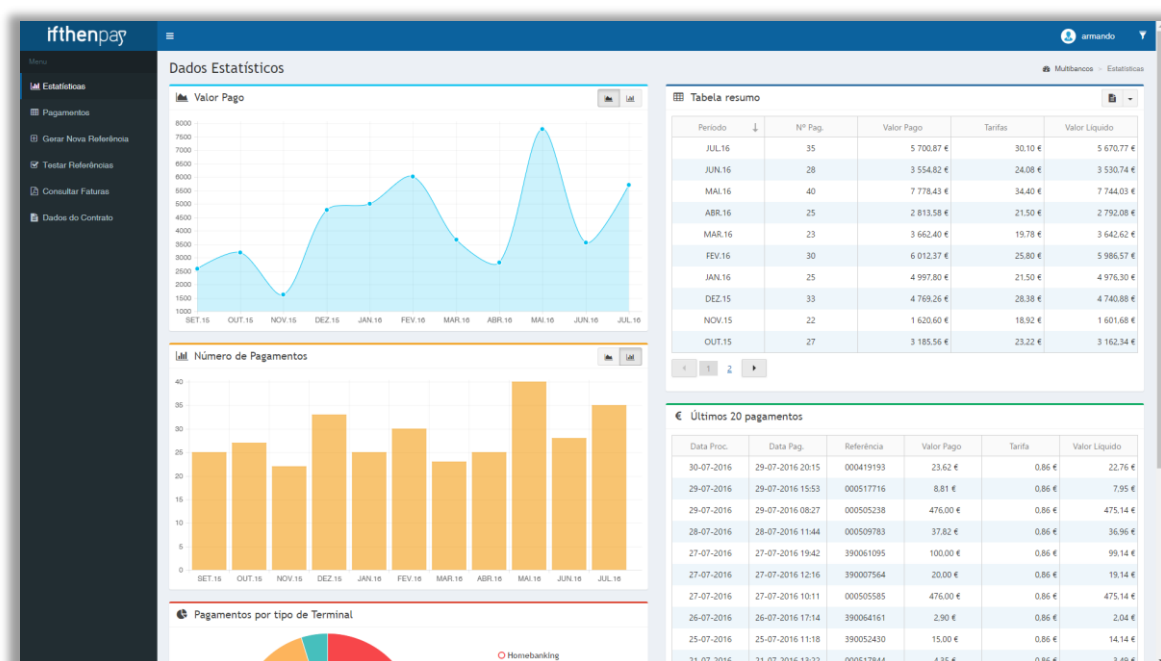 ifthenpay
armando
Menu
Estatísticas
Pagamentos
Gerar Nova Referência
Testar Referências
Consultar Faturas
Dados do Contrato
Dados Estatísticos
Multibancos > Estatísticas
Valor Pago
8000
7500
7000
6500
6000
5500
5000
4500
4000
3500
3000
2500
2000
1500
1000
SET.15 OUT.15 NOV.15 DEZ.15 JAN.16 FEV.16 MAR.16 ABR.16 MAI.16 JUN.16 JUL.16
Número de Pagamentos
40
35
30
25
20
15
10
5
0
SET.15 OUT.15 NOV.15 DEZ.15 JAN.16 FEV.16 MAR.16 ABR.16 MAI.16 JUN.16 JUL.16
Pagamentos por tipo de Terminal
Homebanking
Tabela resumo
Período Nº Pag. Valor Pago Tarifas Valor Líquido
JUL.16 35 5 700.87 € 30.10 € 5 670.77 €
JUN.16 28 3 554.82 € 24.08 € 3 530.74 €
MAI.16 40 7 778.43 € 34.40 € 7 744.03 €
ABR.16 25 2 813.58 € 21.50 € 2 792.08 €
MAR.16 23 3 662.40 € 19.78 € 3 642.62 €
FEV.16 30 6 012.37 € 25.80 € 5 986.57 €
JAN.16 25 4 997.80 € 21.50 € 4 976.30 €
DEZ.15 33 4 769.26 € 28.38 € 4 740.88 €
NOV.15 22 1 620.60 € 18.92 € 1 601.68 €
OUT.15 27 3 185.56 € 23.22 € 3 162.34 €
1 2
€ Últimos 20 pagamentos
Data Proc. Data Pag. Referência Valor Pago Tarifa Valor Líquido
30-07-2016 29-07-2016 20:15 000419193 23.62 € 0.86 € 22.76 €
29-07-2016 29-07-2016 15:53 000517716 8.81 € 0.86 € 7.95 €
29-07-2016 29-07-2016 08:27 000505238 476.00 € 0.86 € 475.14 €
28-07-2016 28-07-2016 11:44 000509783 37.82 € 0.86 € 36.96 €
27-07-2016 27-07-2016 19:42 390061095 100.00 € 0.86 € 99.14 €
27-07-2016 27-07-2016 12:16 390007564 20.00 € 0.86 € 19.14 €
27-07-2016 27-07-2016 10:11 000505585 476.00 € 0.86 € 475.14 €
26-07-2016 26-07-2016 17:14 390064161 2.90 € 0.86 € 2.04 €
25-07-2016 25-07-2016 11:18 390052430 15.00 € 0.86 € 14.14 €
21-07-2016 21-07-2016 13:22 000517844 4.35 € 0.86 € 3.49 €